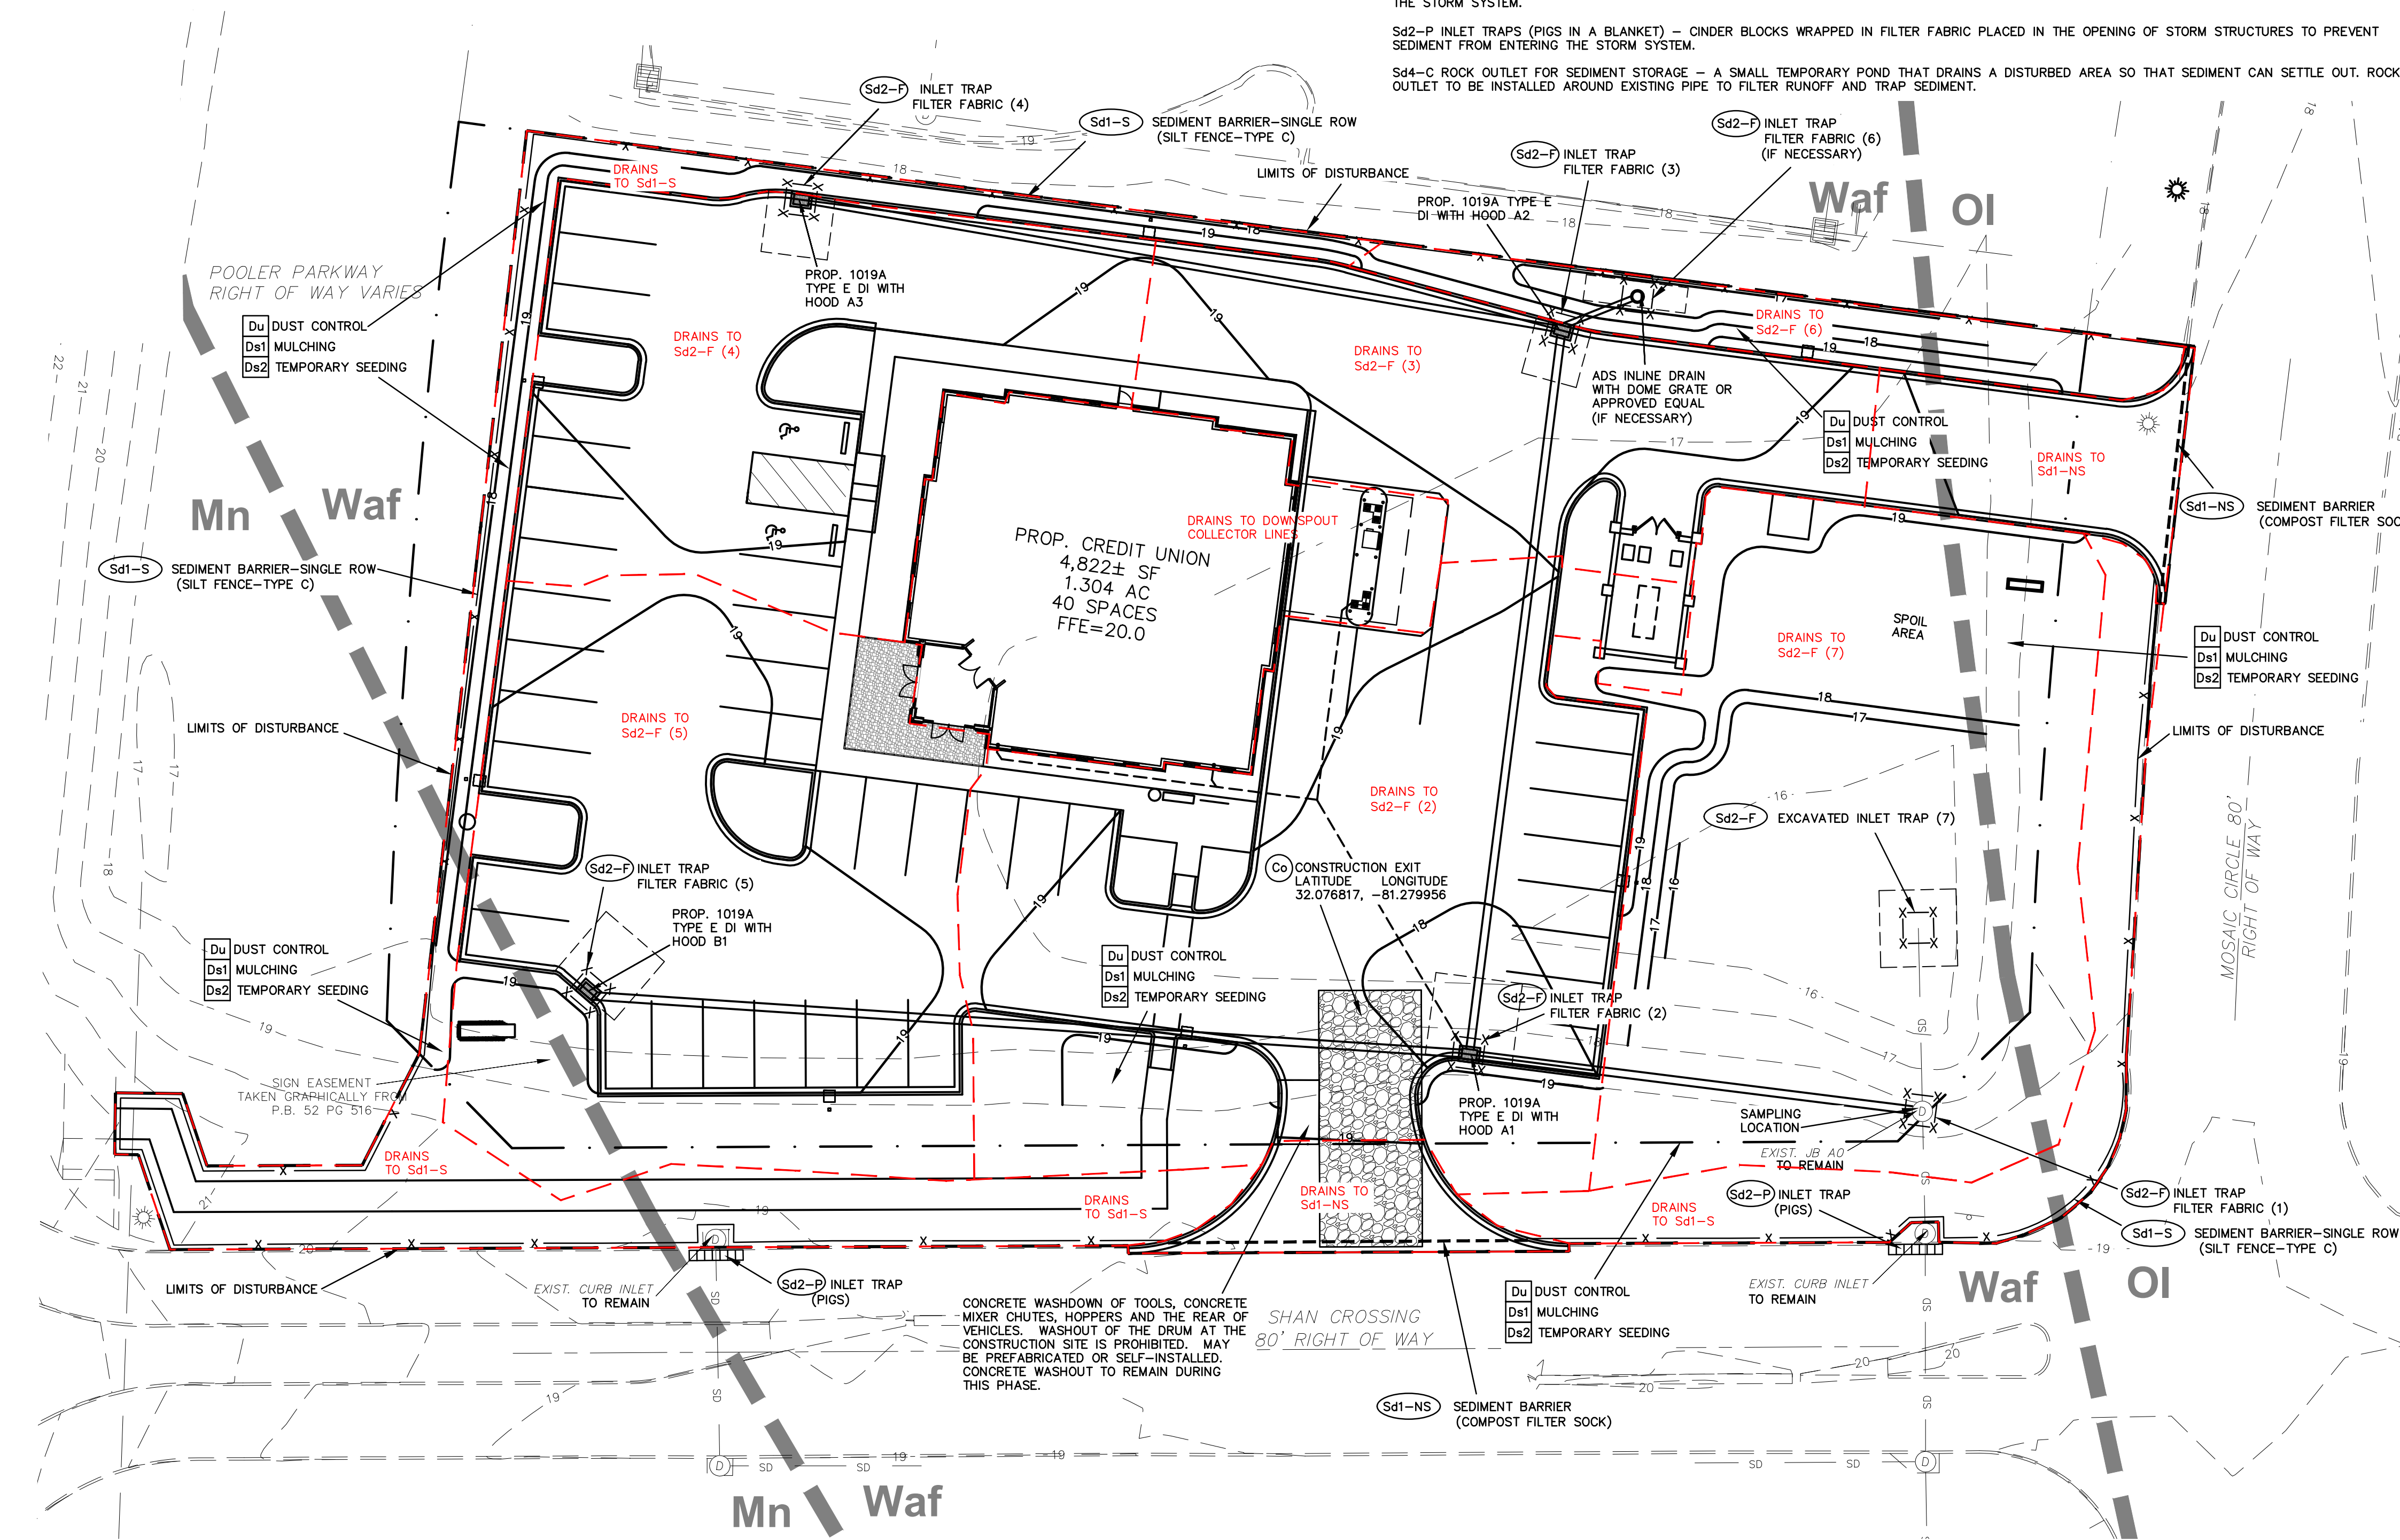 THE STORM SYSTEM.
Sd2-P INLET TRAPS (PIGS IN A BLANKET) – CINDER BLOCKS WRAPPED IN FILTER FABRIC PLACED IN THE OPENING OF STORM STRUCTURES TO PREVENT
SEDIMENT FROM ENTERING THE STORM SYSTEM.
Sd4-C ROCK OUTLET FOR SEDIMENT STORAGE – A SMALL TEMPORARY POND THAT DRAINS A DISTURBED AREA SO THAT SEDIMENT CAN SETTLE OUT. ROCK
OUTLET TO BE INSTALLED AROUND EXISTING PIPE TO FILTER RUNOFF AND TRAP SEDIMENT.
Sd2-F INLET TRAP
FILTER FABRIC (4)
Sd1-S SEDIMENT BARRIER-SINGLE ROW
(SILT FENCE-TYPE C)
LIMITS OF DISTURBANCE
Sd2-F INLET TRAP
FILTER FABRIC (3)
Sd2-F INLET TRAP
FILTER FABRIC (6)
(IF NECESSARY)
PROP. 1019A TYPE E
DI WITH HOOD A2
Waf
Ol
DRAINS
TO Sd1-S
POOLER PARKWAY
RIGHT OF WAY VARIES
PROP. 1019A
TYPE E DI WITH
HOOD A3
Du DUST CONTROL
Ds1 MULCHING
Ds2 TEMPORARY SEEDING
DRAINS TO
Sd2-F (4)
DRAINS TO
Sd2-F (3)
DRAINS TO
Sd2-F (6)
ADS INLINE DRAIN
WITH DOME GRATE OR
APPROVED EQUAL
(IF NECESSARY)
Du DUST CONTROL
Ds1 MULCHING
Ds2 TEMPORARY SEEDING
DRAINS TO
Sd1-NS
Sd1-NS SEDIMENT BARRIER
(COMPOST FILTER SOC
Mn
Waf
DRAINS TO DOWNSPOUT
COLLECTOR LINES
PROP. CREDIT UNION
4,822± SF
1.304 AC
40 SPACES
FFE=20.0
Sd1-S SEDIMENT BARRIER-SINGLE ROW
(SILT FENCE-TYPE C)
SPOIL
AREA
DRAINS TO
Sd2-F (7)
Du DUST CONTROL
Ds1 MULCHING
Ds2 TEMPORARY SEEDING
LIMITS OF DISTURBANCE
DRAINS TO
Sd2-F (5)
LIMITS OF DISTURBANCE
DRAINS TO
Sd2-F (2)
Sd2-F EXCAVATED INLET TRAP (7)
MOSAIC CIRCLE 80'
RIGHT OF WAY
Sd2-F INLET TRAP
FILTER FABRIC (5)
Co CONSTRUCTION EXIT
LATITUDE LONGITUDE
32.076817, -81.279956
PROP. 1019A
TYPE E DI WITH
HOOD B1
Du DUST CONTROL
Ds1 MULCHING
Ds2 TEMPORARY SEEDING
Du DUST CONTROL
Ds1 MULCHING
Ds2 TEMPORARY SEEDING
Sd2-F INLET TRAP
FILTER FABRIC (2)
SIGN EASEMENT
TAKEN GRAPHICALLY FROM
P.B. 52 PG 516
PROP. 1019A
TYPE E DI WITH
HOOD A1
SAMPLING
LOCATION
EXIST. JB A0
TO REMAIN
DRAINS
TO Sd1-S
DRAINS
TO Sd1-S
DRAINS TO
Sd1-NS
DRAINS
TO Sd1-S
Sd2-P INLET TRAP
(PIGS)
Sd2-F INLET TRAP
FILTER FABRIC (1)
Sd1-S SEDIMENT BARRIER-SINGLE ROW
(SILT FENCE-TYPE C)
LIMITS OF DISTURBANCE
EXIST. CURB INLET
TO REMAIN
Sd2-P INLET TRAP
(PIGS)
CONCRETE WASHDOWN OF TOOLS, CONCRETE
MIXER CHUTES, HOPPERS AND THE REAR OF
VEHICLES. WASHOUT OF THE DRUM AT THE
CONSTRUCTION SITE IS PROHIBITED. MAY
BE PREFABRICATED OR SELF-INSTALLED.
CONCRETE WASHOUT TO REMAIN DURING
THIS PHASE.
SHAN CROSSING
80' RIGHT OF WAY
Du DUST CONTROL
Ds1 MULCHING
Ds2 TEMPORARY SEEDING
EXIST. CURB INLET
TO REMAIN
Waf
Ol
Sd1-NS SEDIMENT BARRIER
(COMPOST FILTER SOCK)
Mn
Waf